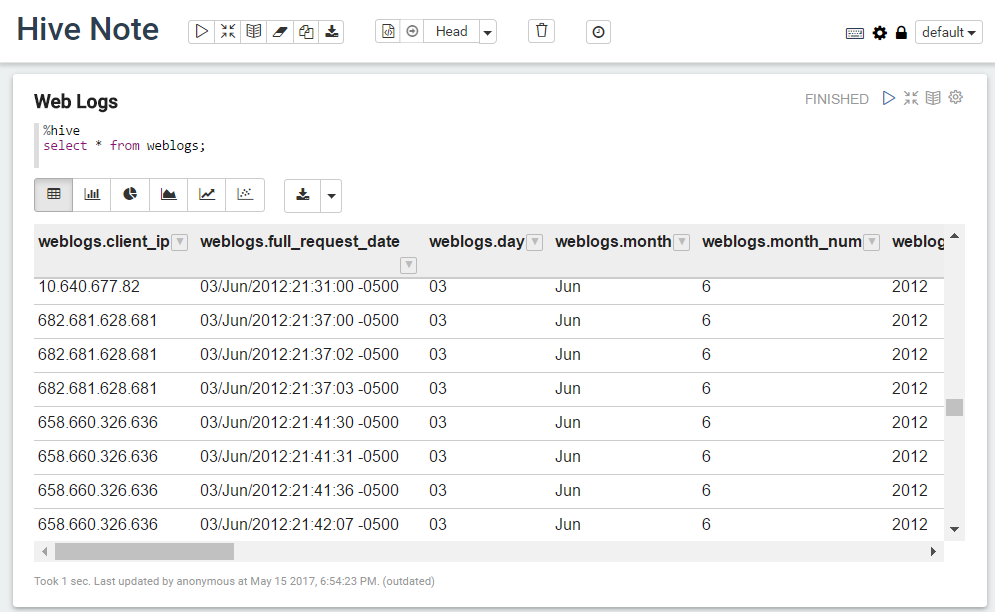 Hive Note Head default
Web Logs
FINISHED
%hive
select * from weblogs;
weblogs.client_ip weblogs.full_request_date weblogs.day weblogs.month weblogs.month_num weblog
10.640.677.82 03/Jun/2012:21:31:00 -0500 03 Jun 6 2012
682.681.628.681 03/Jun/2012:21:37:00 -0500 03 Jun 6 2012
682.681.628.681 03/Jun/2012:21:37:02 -0500 03 Jun 6 2012
682.681.628.681 03/Jun/2012:21:37:03 -0500 03 Jun 6 2012
658.660.326.636 03/Jun/2012:21:41:30 -0500 03 Jun 6 2012
658.660.326.636 03/Jun/2012:21:41:31 -0500 03 Jun 6 2012
658.660.326.636 03/Jun/2012:21:41:36 -0500 03 Jun 6 2012
658.660.326.636 03/Jun/2012:21:42:07 -0500 03 Jun 6 2012
Took 1 sec. Last updated by anonymous at May 15 2017, 6:54:23 PM. (outdated)